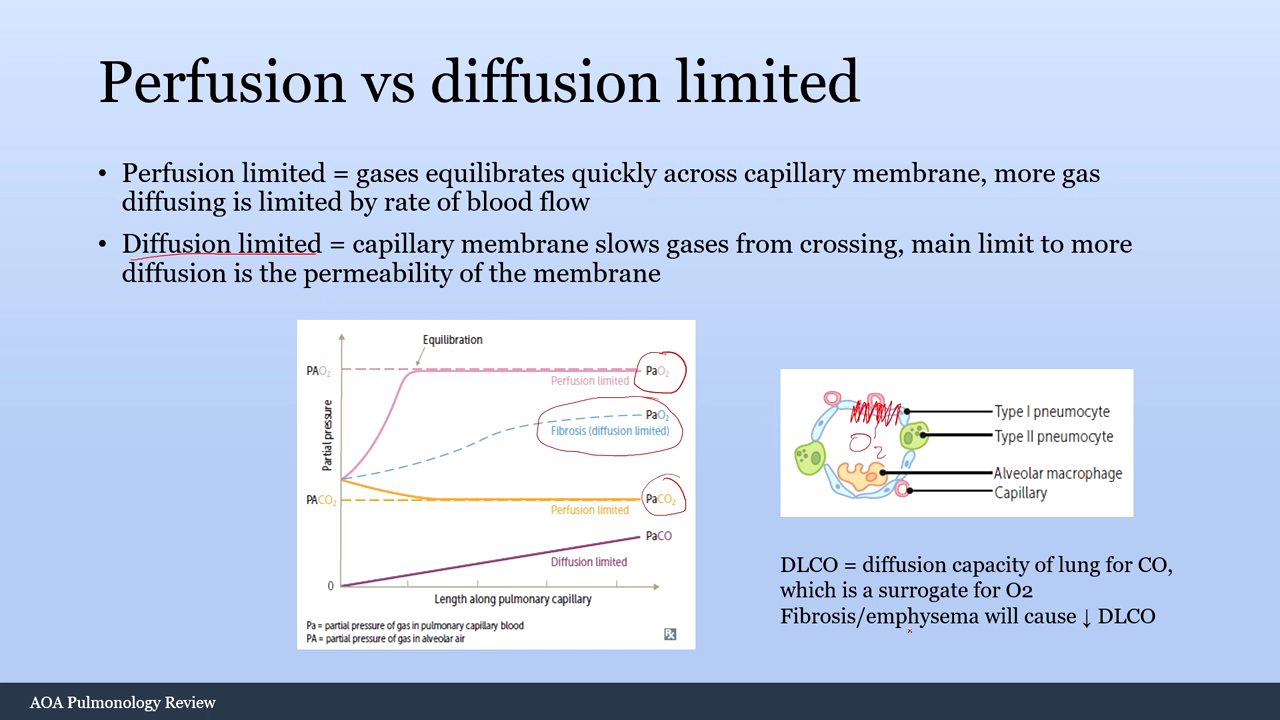 Perfusion vs diffusion limited
• Perfusion limited = gases equilibrates quickly across capillary membrane, more gas
diffusing is limited by rate of blood flow
• Diffusion limited = capillary membrane slows gases from crossing, main limit to more
diffusion is the permeability of the membrane
Equilibration
PAO₂
PaO₂
Perfusion limited
Partial pressure
PaO₂
Fibrosis (diffusion limited)
PACO₂
PaCO₂
Perfusion limited
PaCO
Diffusion limited
0
Length along pulmonary capillary
Pa = partial pressure of gas in pulmonary capillary blood
PA = partial pressure of gas in alveolar air
Rx
Type I pneumocyte
O₂
Type II pneumocyte
Alveolar macrophage
Capillary
DLCO = diffusion capacity of lung for CO,
which is a surrogate for O2
Fibrosis/emphysema will cause ↓ DLCO
AOA Pulmonology Review